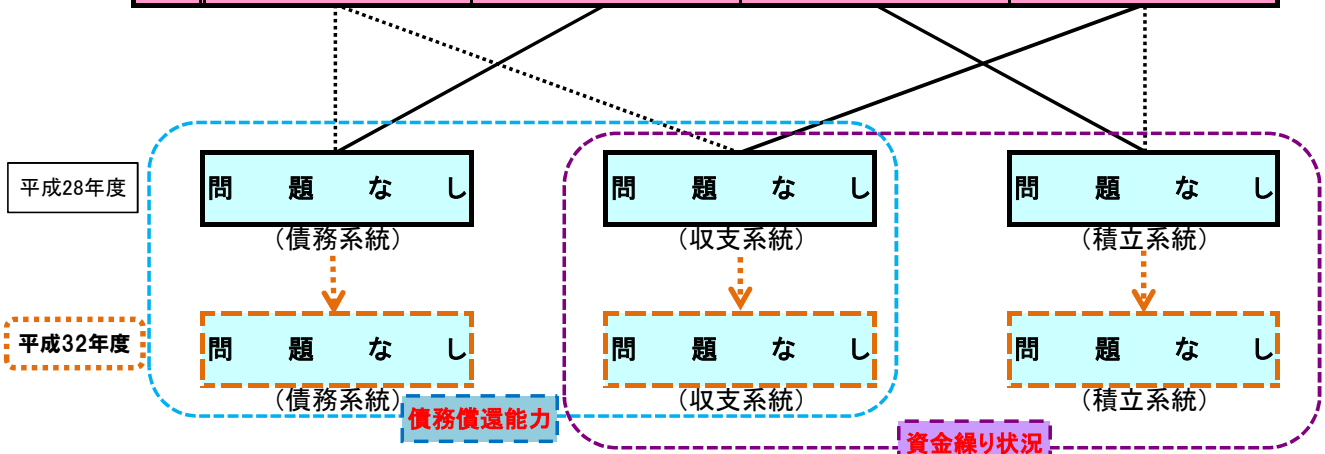 平成28年度
問題なし
問題なし
問題なし
(債務系統)
(収支系統)
(積立系統)
平成32年度
問題なし
問題なし
問題なし
(債務系統)
(収支系統)
(積立系統)
債務償還能力
資金繰り状況